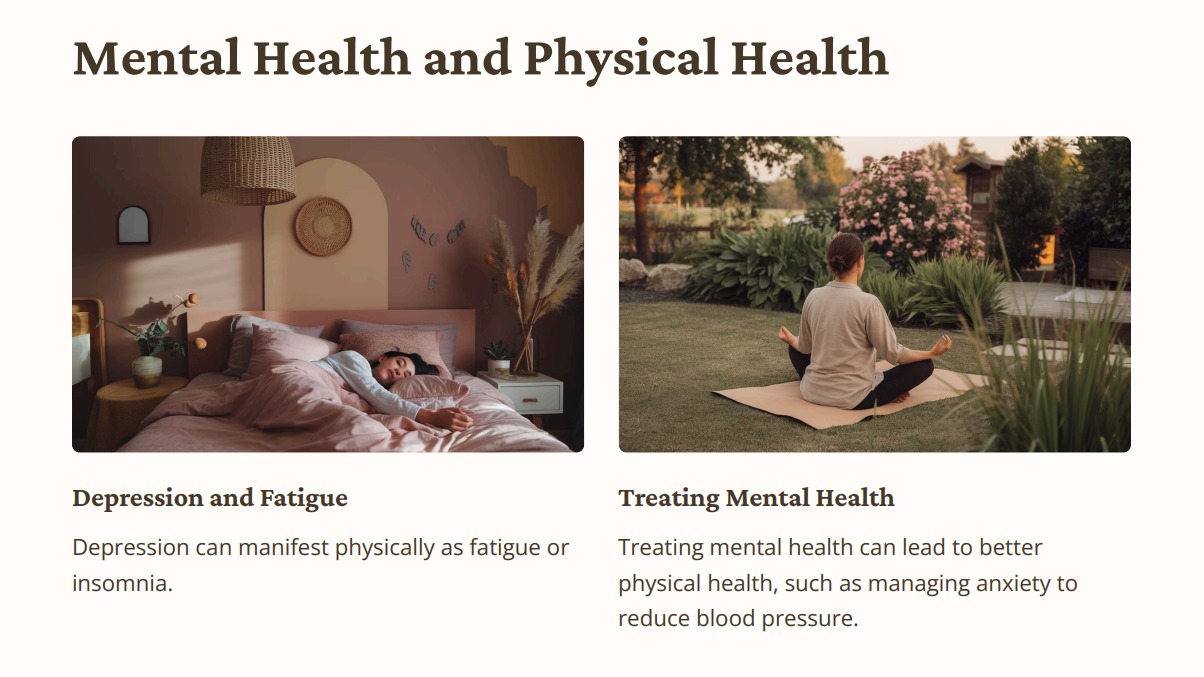 Mental Health and Physical Health
Depression and Fatigue
Depression can manifest physically as fatigue or
insomnia.
Treating Mental Health
Treating mental health can lead to better
physical health, such as managing anxiety to
reduce blood pressure.